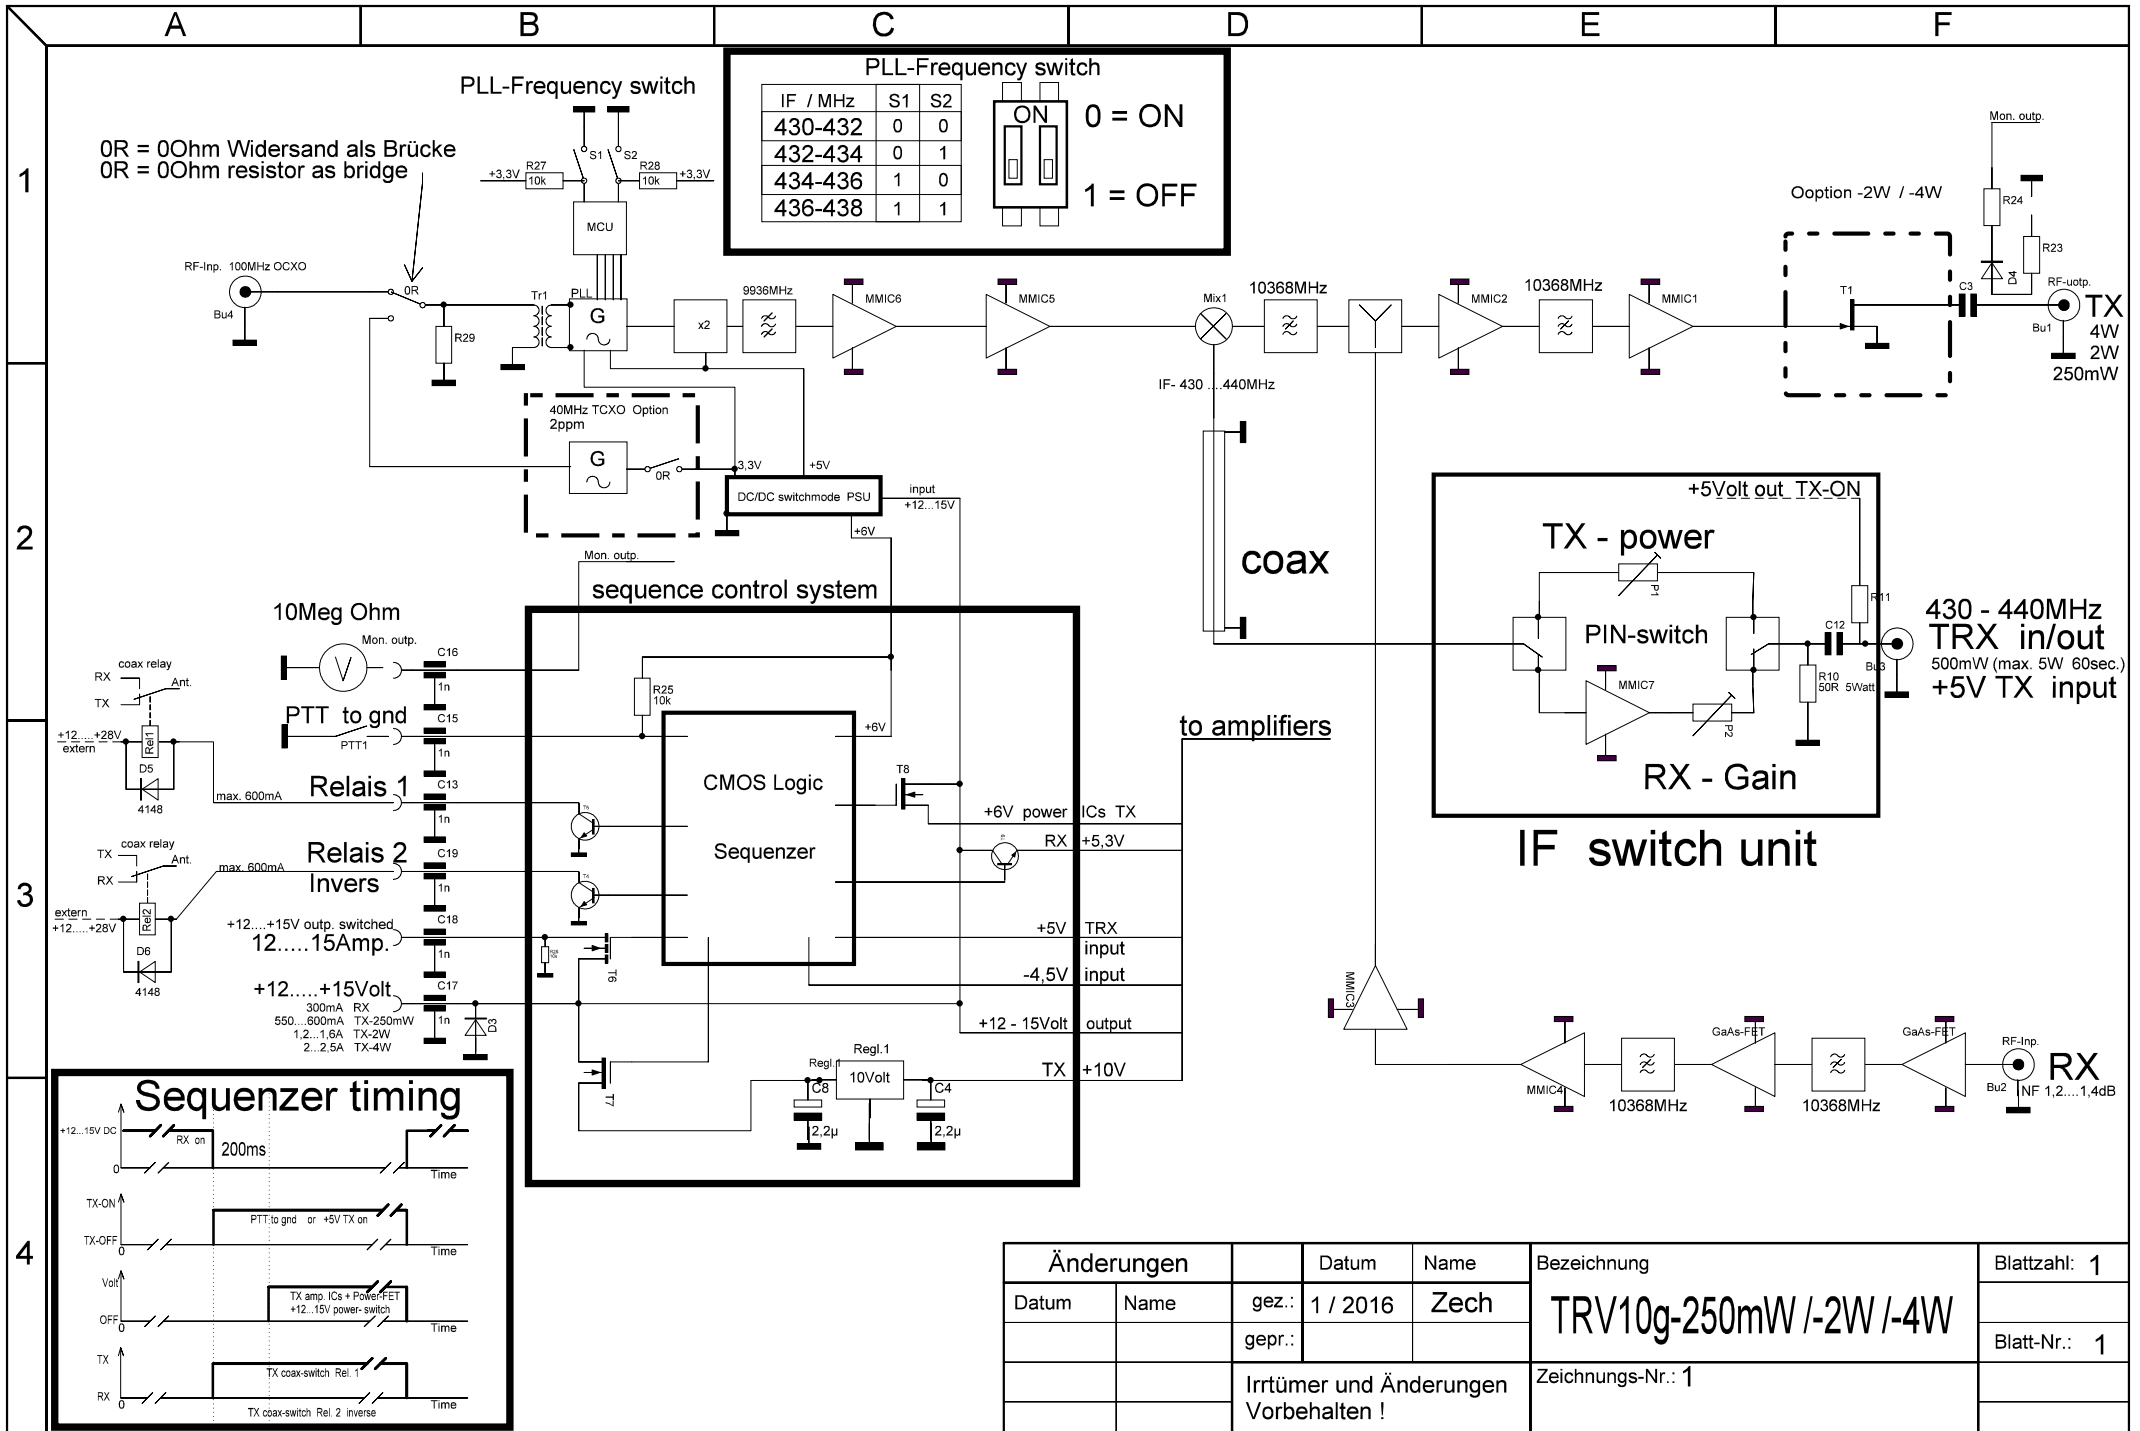 A
B
C
D
E
F
1
2
3
4
PLL-Frequency switch
0R = 0Ohm Widersand als Brücke
0R = 0Ohm resistor as bridge
S1
S2
R27
10k
+3,3V
R28
10k
+3,3V
MCU
PLL-Frequency switch
IF / MHz S1 S2
430-432 0 0
432-434 0 1
434-436 1 0
436-438 1 1
ON
0 = ON
1 = OFF
RF-Inp. 100MHz OCXO
Bu4
0R
R29
Tr1
PLL
G
x2
9936MHz
MMIC6
MMIC5
Mix1
10368MHz
MMIC2
10368MHz
MMIC1
Ooption -2W / -4W
T1
C3
Mon. outp.
R24
R23
D4
RF-uotp.
Bu1
TX
4W
2W
250mW
IF- 430 ....440MHz
40MHz TCXO Option
2ppm
G
0R
3,3V
+5V
DC/DC switchmode PSU
input
+12...15V
+6V
Mon. outp.
coax
sequence control system
+5Volt out TX-ON
TX - power
P1
R11
PIN-switch
C12
MMIC7
P2
R10
50R 5Watt
Bu3
RX - Gain
IF switch unit
430 - 440MHz
TRX in/out
500mW (max. 5W 60sec.)
+5V TX input
10Meg Ohm
V
Mon. outp.
C16
1n
coax relay
RX
TX
Ant.
PTT to gnd
PTT1
C15
1n
+12.....+28V
extern
Rel1
D5
4148
max. 600mA
Relais 1
C13
1n
coax relay
TX
RX
Ant.
max. 600mA
Relais 2
Invers
C19
1n
extern
+12.....+28V
Rel2
D6
4148
+12....+15V outp. switched
12.....15Amp.
C18
1n
+12.....+15Volt
300mA RX
550....600mA TX-250mW
1,2...1,6A TX-2W
2...2,5A TX-4W
C17
1n
D3
R25
10k
+6V
CMOS Logic
Sequenzer
T8
T6
T7
+6V power ICs TX
RX +5,3V
+5V TRX
input
-4,5V input
+12 - 15Volt output
TX +10V
to amplifiers
Regl.1
Regl.1
10Volt
C8
2,2µ
C4
2,2µ
MMIC3
MMIC4
10368MHz
GaAs-FET
10368MHz
GaAs-FET
RF-Inp.
Bu2
RX
NF 1,2....1,4dB
Sequenzer timing
+12...15V DC
RX on
200ms
0
Time
TX-ON
PTT to gnd or +5V TX on
TX-OFF
0
Time
Volt
TX amp. ICs + Power-FET
+12...15V power- switch
OFF
0
Time
TX
TX coax-switch Rel. 1
RX
0
Time
TX coax-switch Rel. 2 inverse
Änderungen
Datum Name
Datum Name
gez.: 1 / 2016 Zech
gepr.:
Irrtümer und Änderungen
Vorbehalten !
Bezeichnung
TRV10g-250mW /-2W /-4W
Zeichnungs-Nr.: 1
Blattzahl: 1
Blatt-Nr.: 1